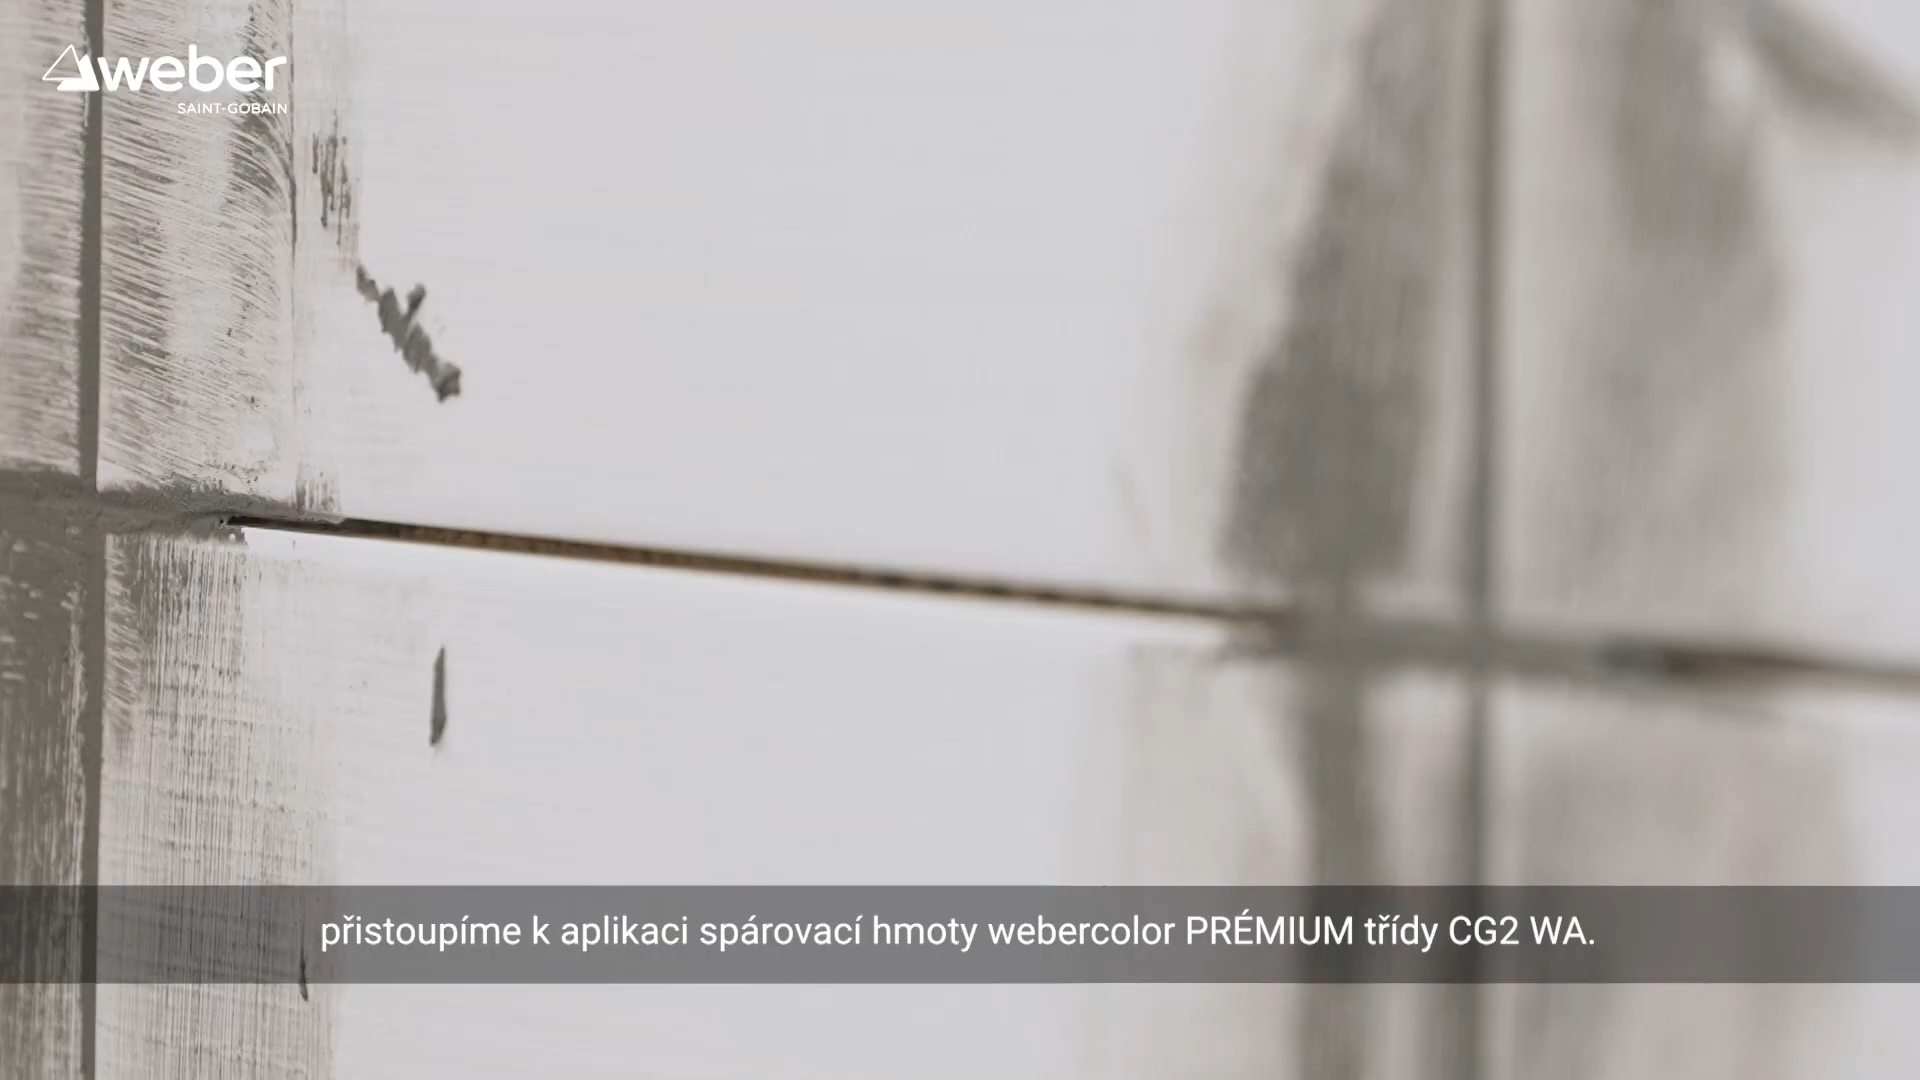 weber
SAINT-GOBAIN
přistoupíme k aplikaci spárovací hmoty webercolor PRÉMIUM třídy CG2 WA.